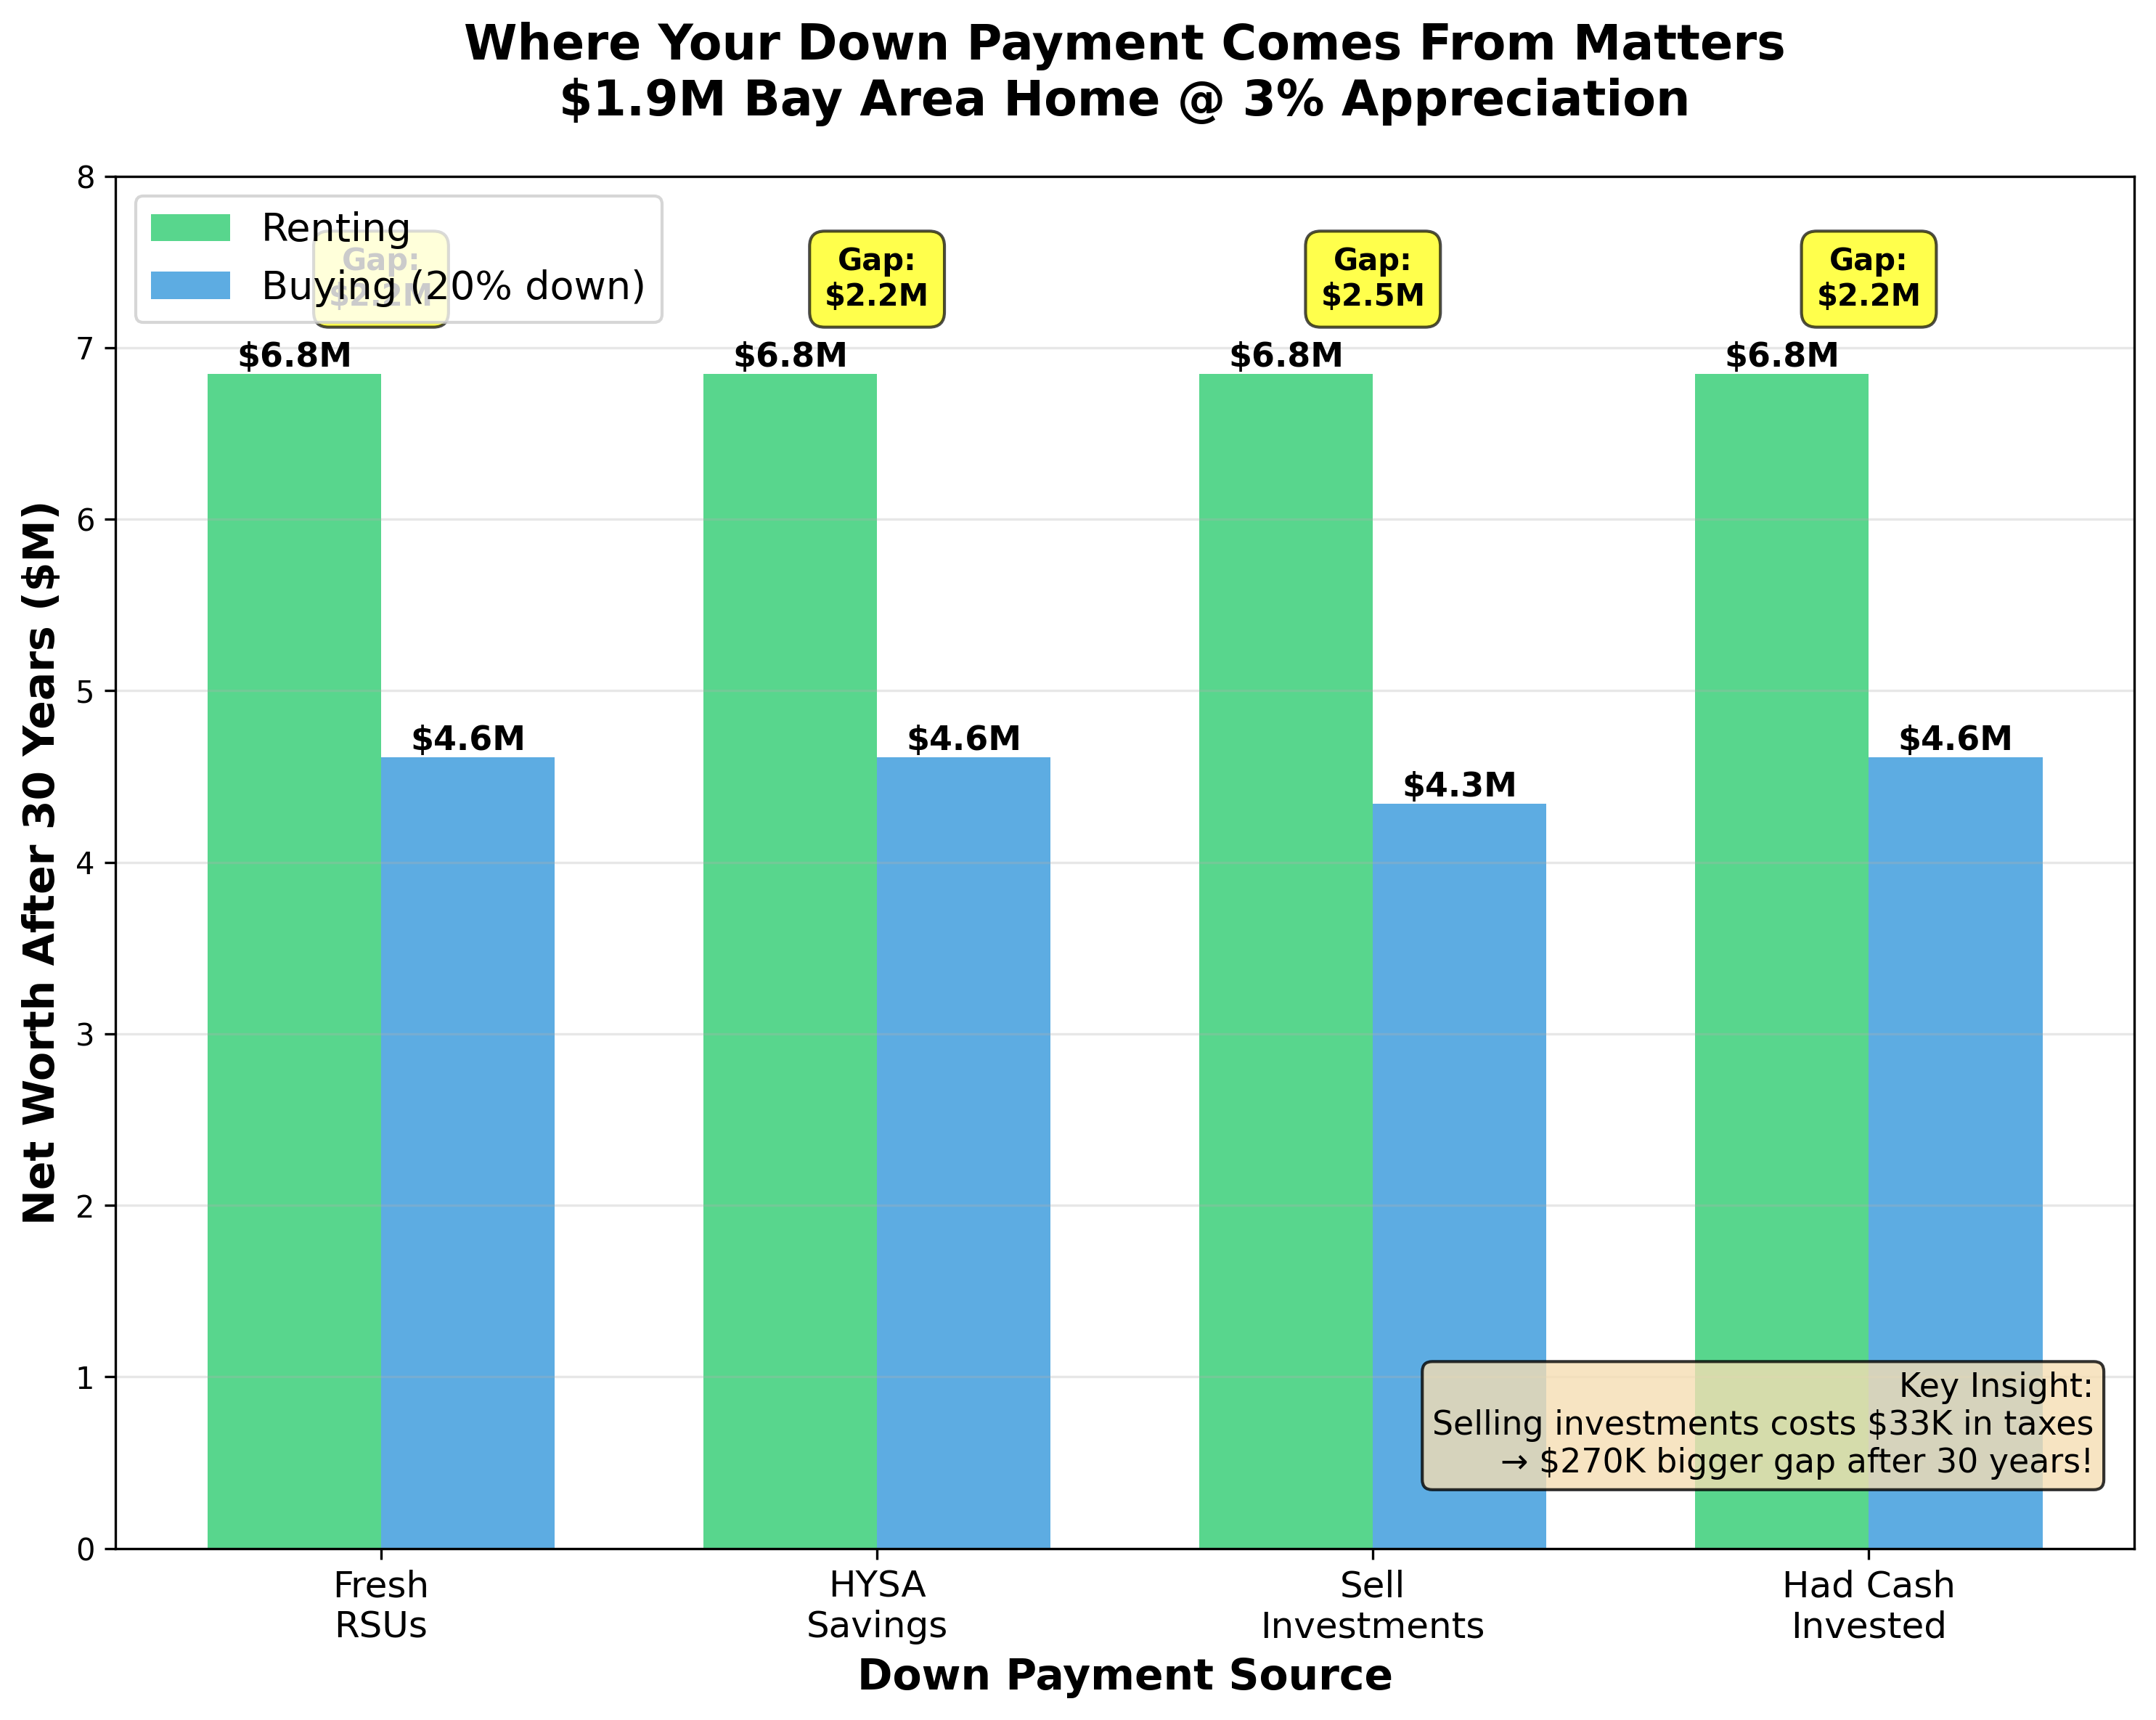 Where Your Down Payment Comes From Matters
$1.9M Bay Area Home @ 3% Appreciation
Net Worth After 30 Years ($M)
8
7
6
5
4
3
2
1
0
Renting
Buying (20% down)
Gap:
$2.2M
Gap:
$2.2M
Gap:
$2.5M
Gap:
$2.2M
$6.8M
$6.8M
$6.8M
$6.8M
$4.6M
$4.6M
$4.3M
$4.6M
Key Insight:
Selling investments costs $33K in taxes
→ $270K bigger gap after 30 years!
Fresh
RSUs
HYSA
Savings
Sell
Investments
Had Cash
Invested
Down Payment Source